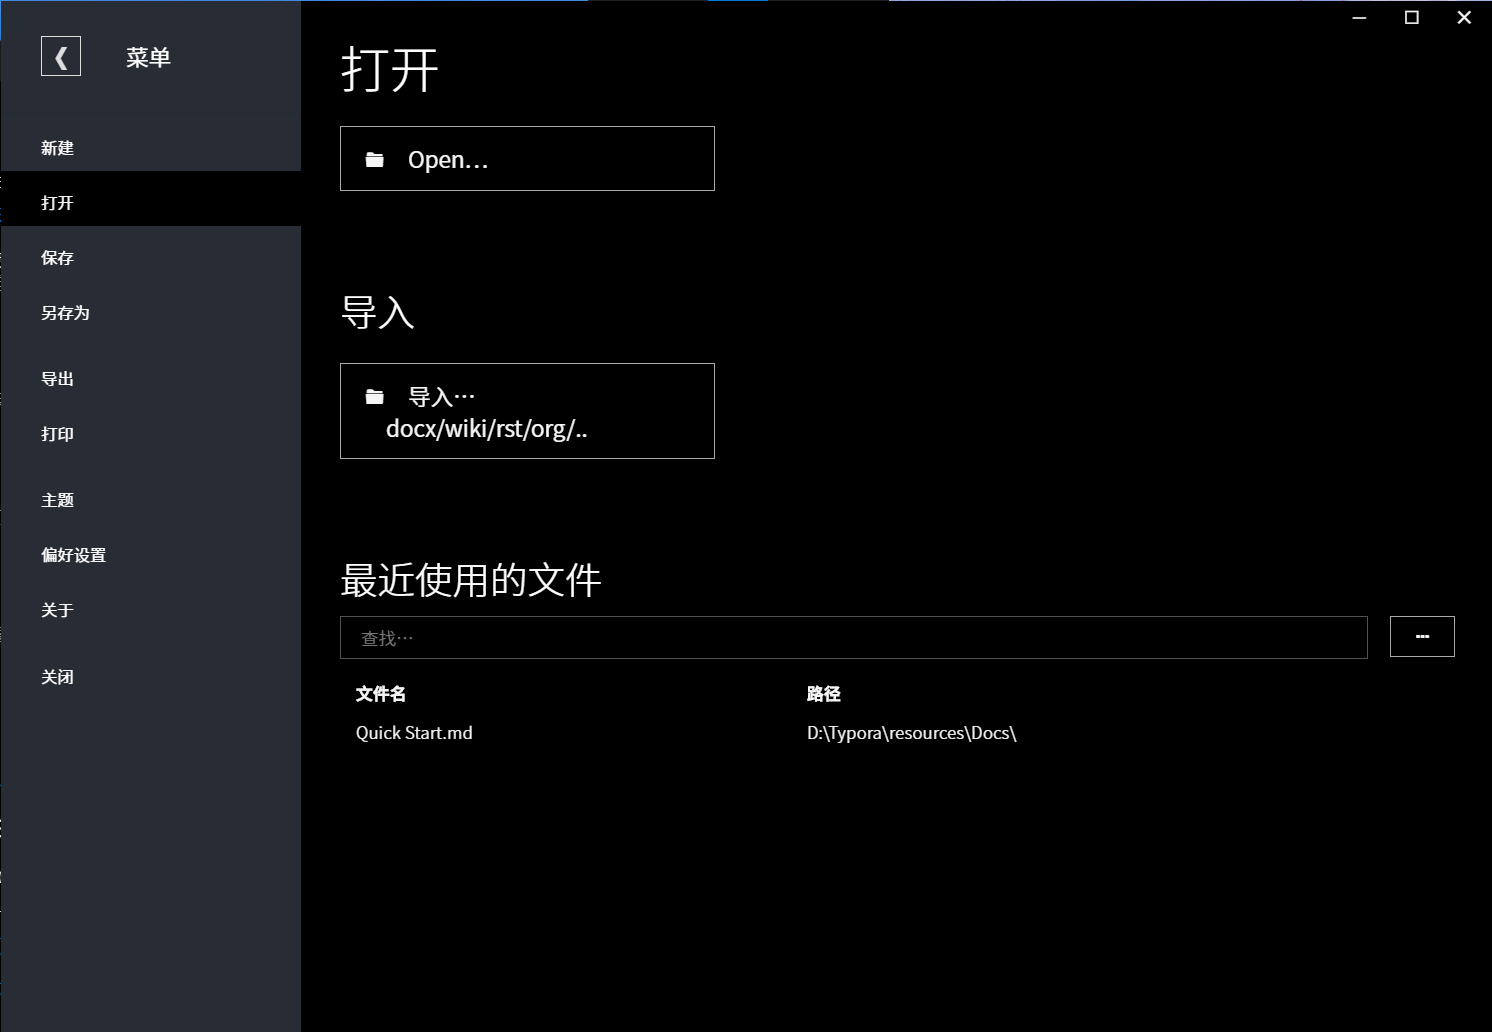 菜单
新建
打开
保存
另存为
导出
打印
主题
偏好设置
关于
关闭
打开
Open…
导入
导入…
docx/wiki/rst/org/..
最近使用的文件
查找…
文件名 路径
Quick Start.md D:\Typora\resources\Docs\